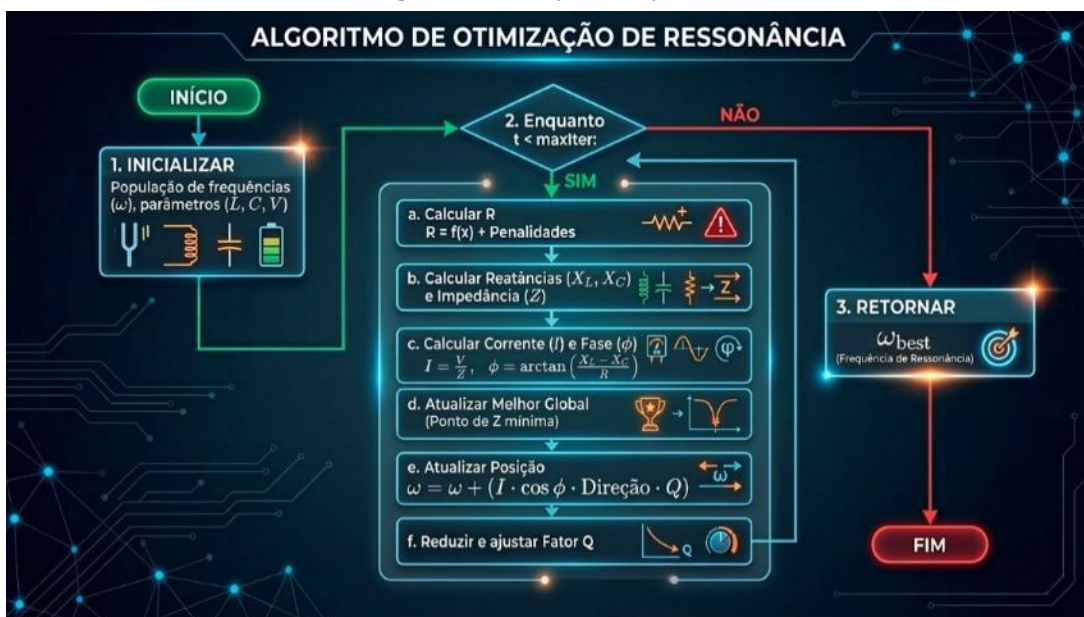 ALGORITMO DE OTIMIZAÇÃO DE RESSONÂNCIA
INÍCIO
1. INICIALIZAR
População de frequências
(ω), parâmetros (L, C, V)
2. Enquanto
t < maxIter:
NÃO
SIM
a. Calcular R
R = f(x) + Penalidades
b. Calcular Reatâncias (X_L, X_C)
e Impedância (Z)
Z
c. Calcular Corrente (I) e Fase (ϕ)
I = V/Z, ϕ = arctan((X_L − X_C)/R)
φ
d. Atualizar Melhor Global
(Ponto de Z mínima)
e. Atualizar Posição
ω = ω + (I · cos ϕ · Direção · Q)
ω
f. Reduzir e ajustar Fator Q
Q
3. RETORNAR
ω_best
(Frequência de Ressonância)
FIM